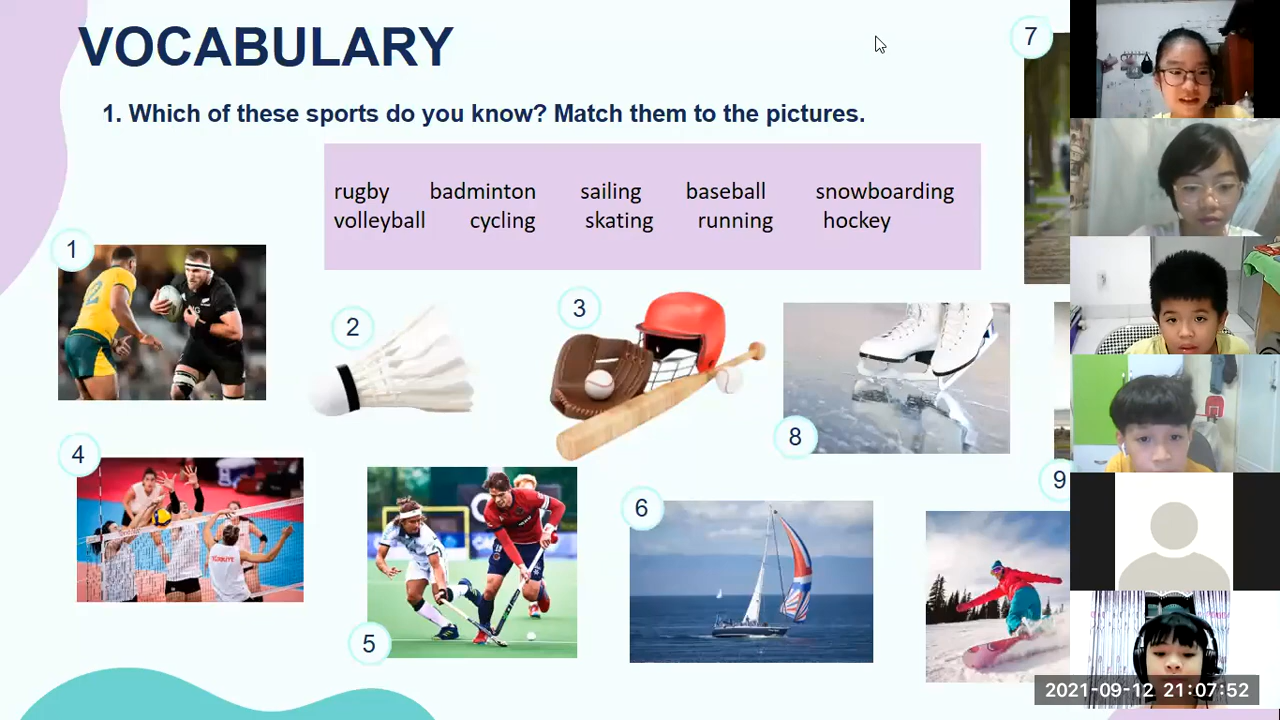 VOCABULARY
1. Which of these sports do you know? Match them to the pictures.
rugby badminton sailing baseball snowboarding
volleyball cycling skating running hockey
1
2
3
7
8
4
5
6
9
2021-09-12 21:07:52